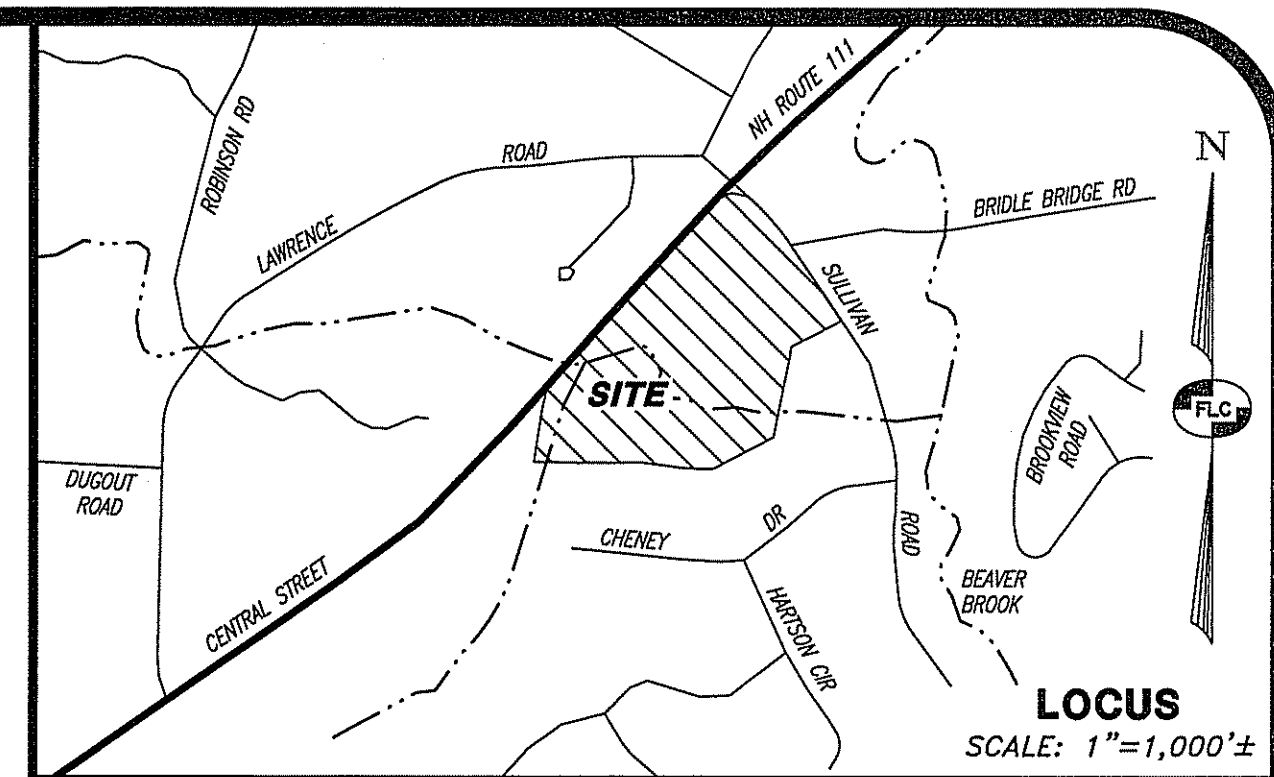 NH ROUTE 111
ROBINSON RD
ROAD
LAWRENCE
N
BRIDLE BRIDGE RD
SULLIVAN
SITE
FLC
BROOKVIEW
ROAD
DUGOUT
ROAD
CHENEY
DR
ROAD
CENTRAL STREET
HARTSON CIR
BEAVER
BROOK
LOCUS
SCALE: 1"=1,000'±